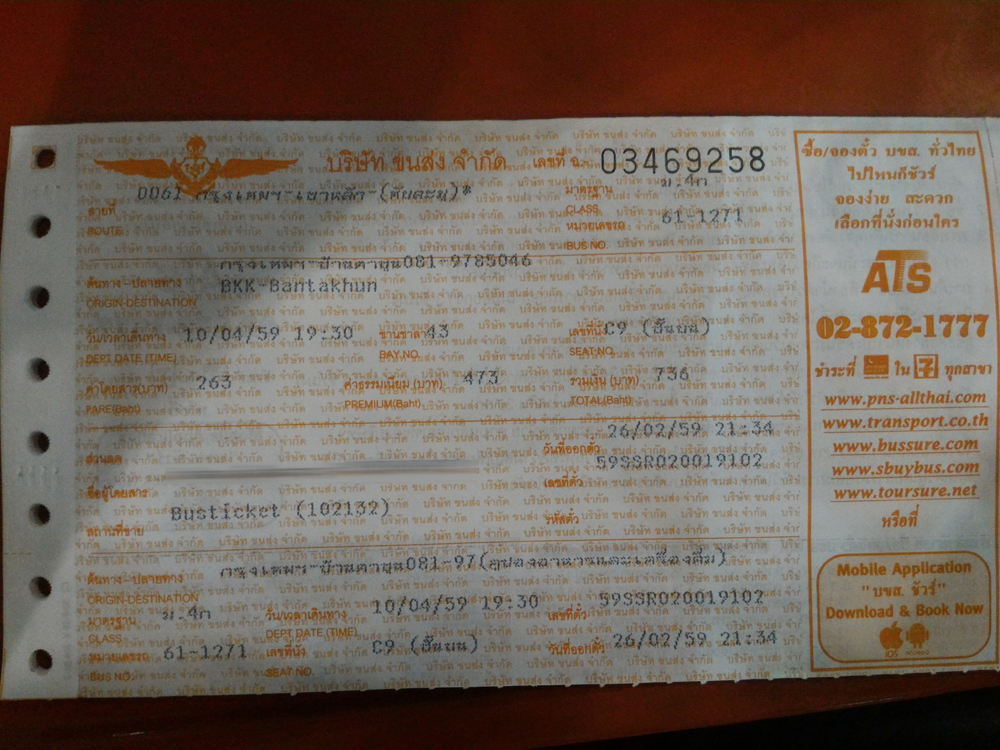 บริษัท ขนส่ง จำกัด เลขที่ ฉ. 03469258
0061 กรุงเทพฯ-เขาหลัก-( )*
สายที่
ROUTE
มาตรฐาน ม.4ก
CLASS
หมายเลขรถ 61-1271
BUS NO.
กรุงเทพฯ-บ้านตาขุน081-9785046
ต้นทาง-ปลายทาง BKK-Bantakhun
ORIGIN-DESTINATION
วัน/เวลาเดินทาง 10/04/59 19:30 ชานชาลา 43 เลขที่นั่ง C9 (ชั้นบน)
DEPT DATE (TIME) BAY.NO. SEAT.NO.
ค่าโดยสาร(บาท) 263 ค่าธรรมเนียม (บาท) 473 รวมเงิน (บาท) 736
FARE(Baht) PREMIUM(Baht) TOTAL(Baht)
ส่วนลด วันที่ออกตั๋ว 26/02/59 21:34
เลขที่ตั๋ว 59SSR020019102
ชื่อผู้โดยสาร
Busticket (102132)
สถานที่ขาย รหัสตั๋ว
ต้นทาง-ปลายทาง กรุงเทพฯ-บ้านตาขุน081-97(คูปองอาหารและเครื่องดื่ม)
ORIGIN-DESTINATION
มาตรฐาน ม.4ก วัน/เวลาเดินทาง 10/04/59 19:30 เลขที่ตั๋ว 59SSR020019102
CLASS DEPT DATE (TIME)
หมายเลขรถ 61-1271 เลขที่นั่ง C9 (ชั้นบน) วันที่ออกตั๋ว 26/02/59 21:34
BUS NO. SEAT NO.
ซื้อ/จองตั๋ว บขส. ทั่วไทย
ไปไหนก็ชัวร์
จองง่าย สะดวก
เลือกที่นั่งก่อนใคร
ATS
02-872-1777
ชำระที่ ใน 7 ทุกสาขา
www.pns-allthai.com
www.transport.co.th
www.bussure.com
www.sbuybus.com
www.toursure.net
หรือที่
Mobile Application
"บขส. ชัวร์"
Download & Book Now
iOS